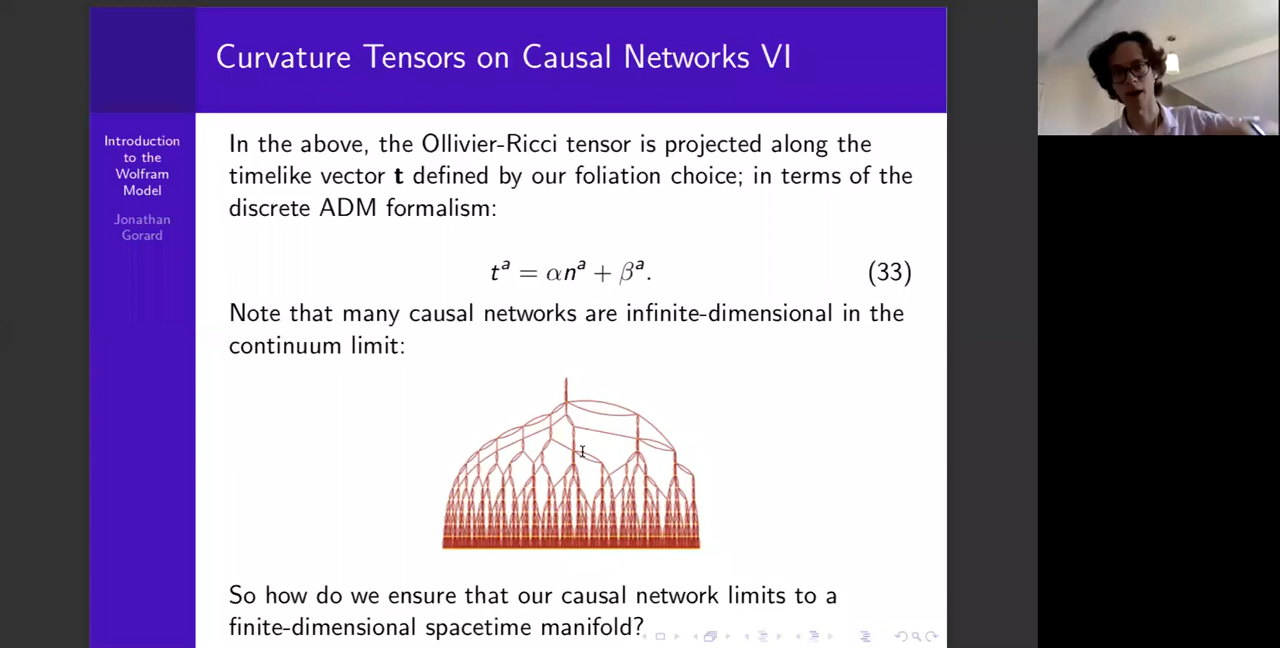 Curvature Tensors on Causal Networks VI
Introduction
to the
Wolfram
Model
Jonathan
Gorard
In the above, the Ollivier-Ricci tensor is projected along the
timelike vector t defined by our foliation choice; in terms of the
discrete ADM formalism:
tᵃ = αnᵃ + βᵃ. (33)
Note that many causal networks are infinite-dimensional in the
continuum limit:
So how do we ensure that our causal network limits to a
finite-dimensional spacetime manifold?